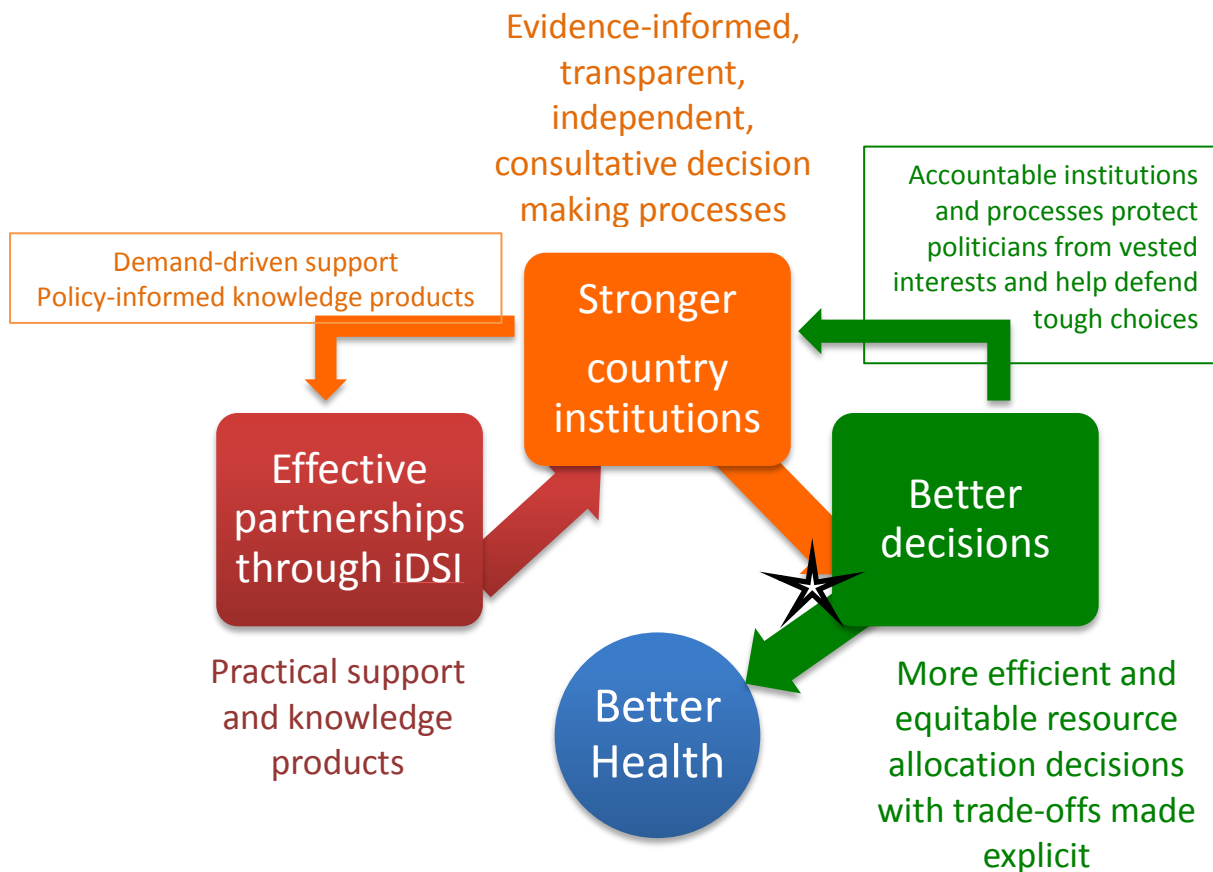 Evidence-informed,
transparent,
independent,
consultative decision
making processes
Accountable institutions
and processes protect
politicians from vested
interests and help defend
tough choices
Demand-driven support
Policy-informed knowledge products
Stronger
country
institutions
Effective
partnerships
through iDSI
Better
decisions
Practical support
and knowledge
products
Better
Health
More efficient and
equitable resource
allocation decisions
with trade-offs made
explicit